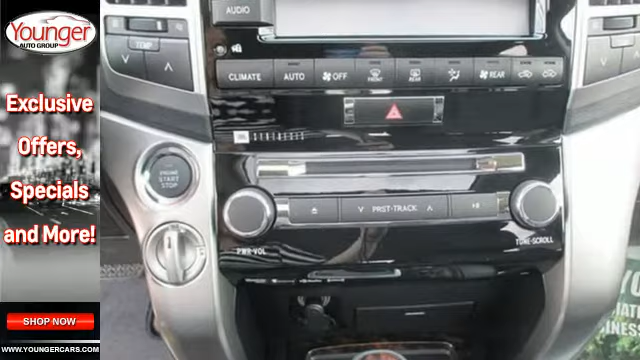 Younger
AUTO GROUP
Exclusive
Offers,
Specials
and More!
SHOP NOW
WWW.YOUNGERCARS.COM
AUDIO
TEMP
CLIMATE
AUTO
OFF
FRONT
REAR
REAR
JBL
ENGINE
START
STOP
PRST-TRACK
PWR·VOL
TUNE·SCROLL